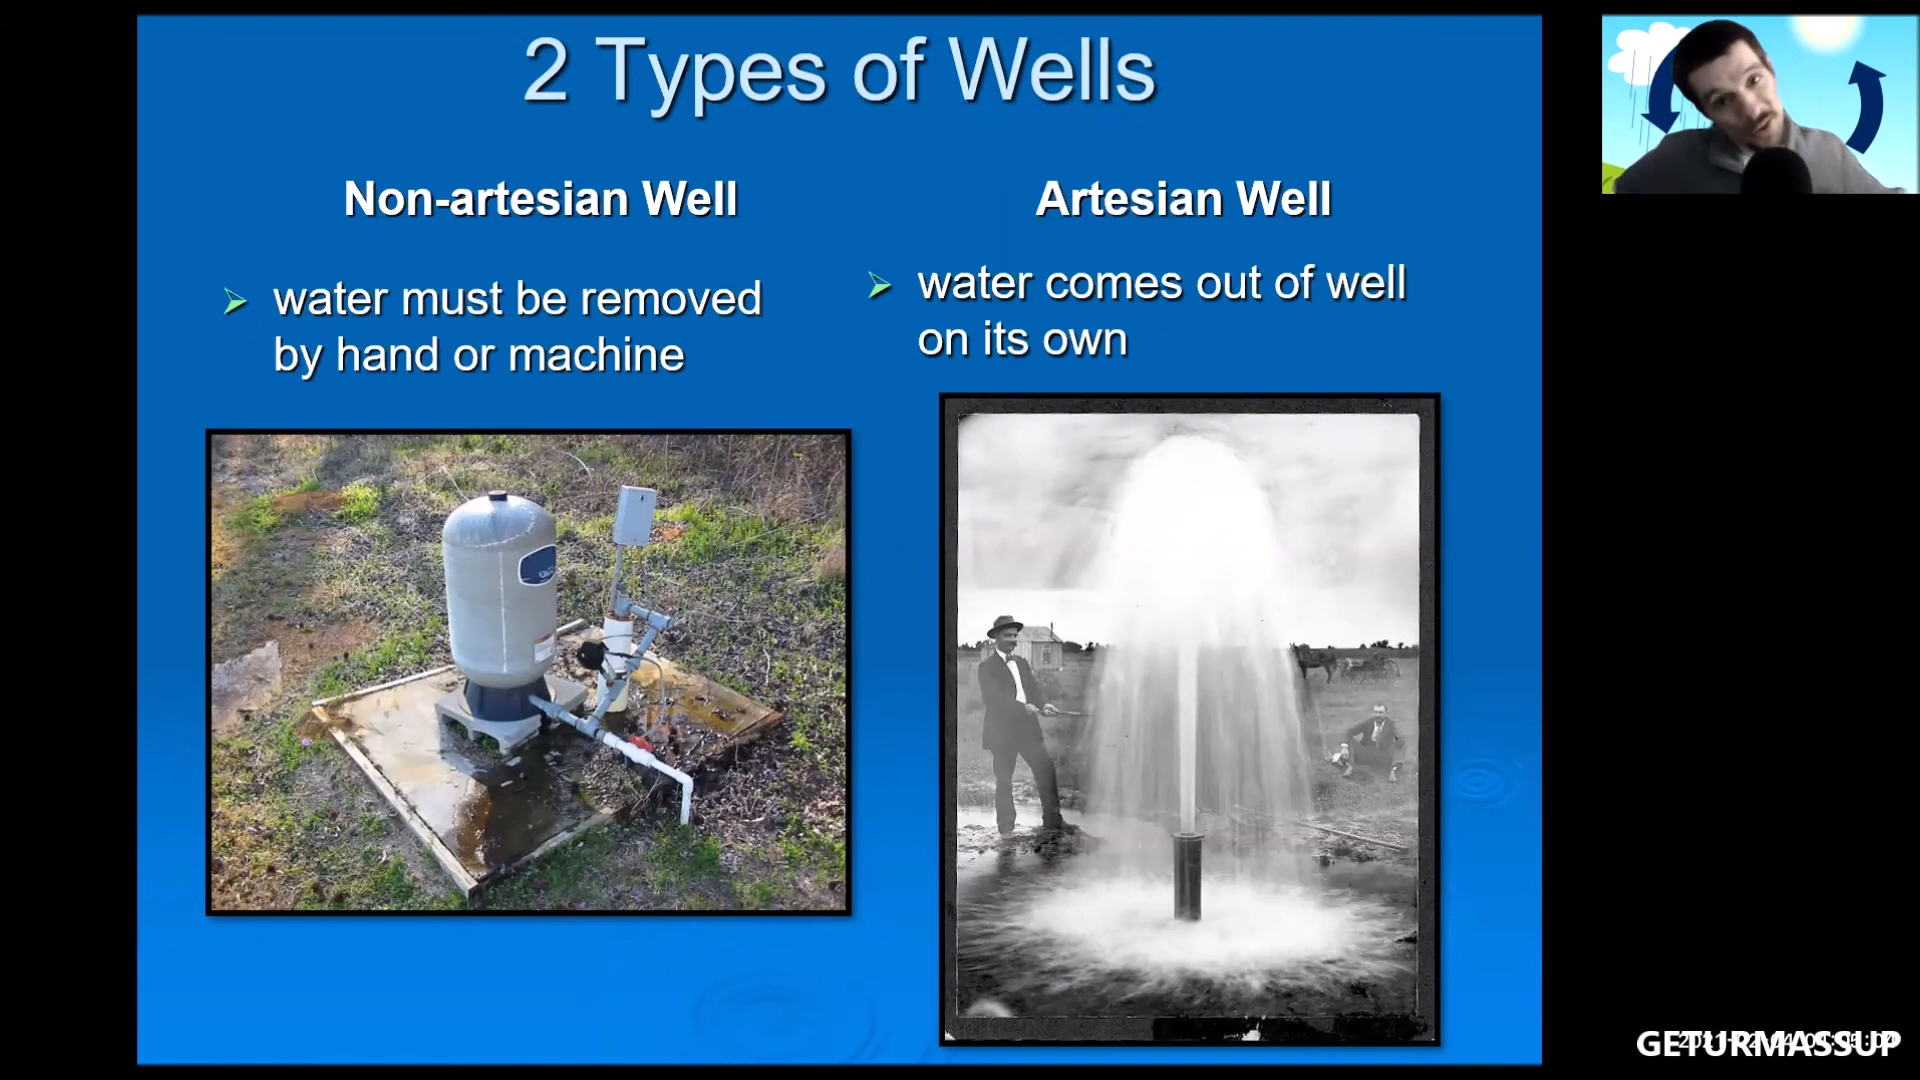 2 Types of Wells
Non-artesian Well
water must be removed
by hand or machine
Artesian Well
water comes out of well
on its own
GETURMASSUP